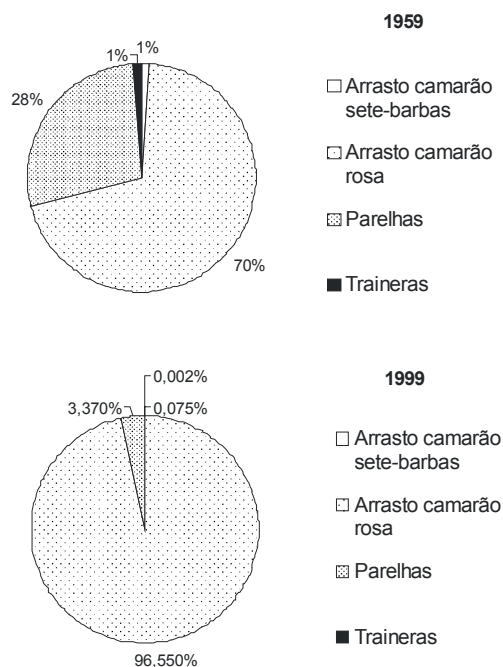 1959
1% 1%
28%
70%
Arrasto camarão
sete-barbas
Arrasto camarão
rosa
Parelhas
Traineras
1999
0,002%
3,370% 0,075%
96,550%
Arrasto camarão
sete-barbas
Arrasto camarão
rosa
Parelhas
Traineras